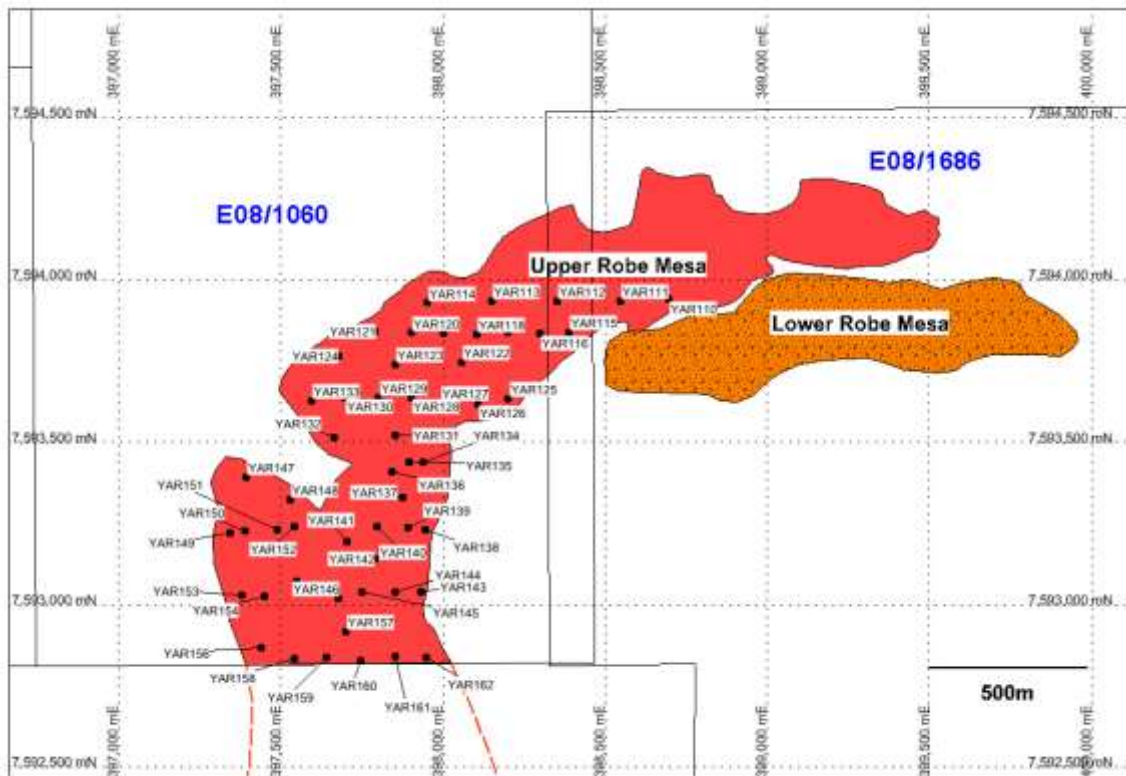 397,000 mE
397,500 mE
398,000 mE
398,500 mE
399,000 mE
399,500 mE
400,000 mE
7,594,500 mN
7,594,500 mN
E08/1686
E08/1060
Upper Robe Mesa
7,594,000 mN
7,594,000 mN
YAR114
YAR113
YAR112
YAR111
YAR110
Lower Robe Mesa
YAR121
YAR120
YAR118
YAR115
YAR116
YAR124
YAR123
YAR122
YAR133
YAR129
YAR127
YAR125
YAR130
YAR128
YAR126
YAR132
YAR131
YAR134
7,593,500 mN
7,593,500 mN
YAR135
YAR147
YAR136
YAR151
YAR148
YAR137
YAR150
YAR141
YAR139
YAR149
YAR152
YAR142
YAR140
YAR138
YAR144
YAR153
YAR146
YAR143
7,593,000 mN
7,593,000 mN
YAR154
YAR145
YAR157
YAR156
YAR158
YAR159
YAR160
YAR162
YAR161
500m
7,592,500 mN
7,592,500 mN
397,000 mE
397,500 mE
398,000 mE
398,500 mE
399,000 mE
399,500 mE
400,000 mE